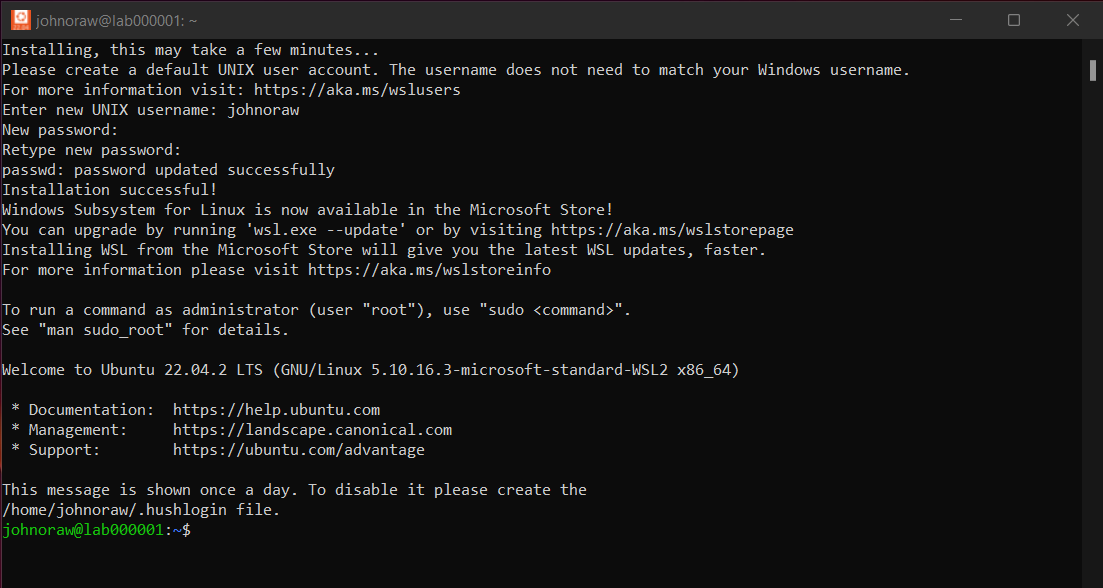 johnoraw@lab000001: ~
Installing, this may take a few minutes...
Please create a default UNIX user account. The username does not need to match your Windows username.
For more information visit: https://aka.ms/wslusers
Enter new UNIX username: johnoraw
New password:
Retype new password:
passwd: password updated successfully
Installation successful!
Windows Subsystem for Linux is now available in the Microsoft Store!
You can upgrade by running 'wsl.exe --update' or by visiting https://aka.ms/wslstorepage
Installing WSL from the Microsoft Store will give you the latest WSL updates, faster.
For more information please visit https://aka.ms/wslstoreinfo

To run a command as administrator (user "root"), use "sudo <command>".
See "man sudo_root" for details.

Welcome to Ubuntu 22.04.2 LTS (GNU/Linux 5.10.16.3-microsoft-standard-WSL2 x86_64)

 * Documentation:  https://help.ubuntu.com
 * Management:     https://landscape.canonical.com
 * Support:        https://ubuntu.com/advantage

This message is shown once a day. To disable it please create the
/home/johnoraw/.hushlogin file.
johnoraw@lab000001:~$